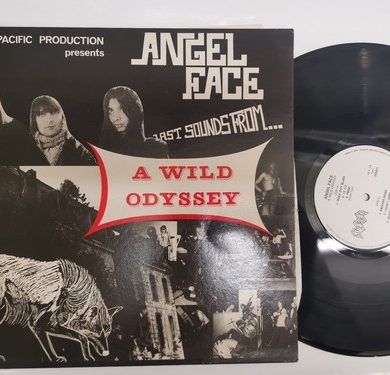 PACIFIC PRODUCTION
presents
ANGEL
FACE
LAST SOUNDS FROM...
A WILD
ODYSSEY
ANGEL FACE